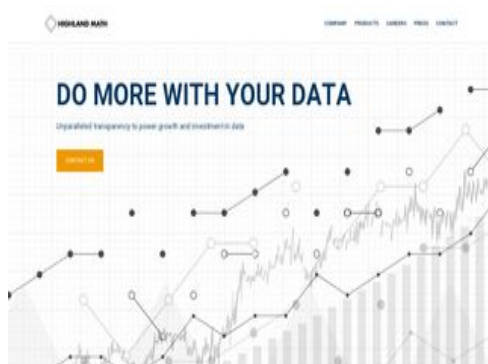 HIGHLAND MATH
COMPANY PRODUCTS CAREERS PRESS CONTACT
DO MORE WITH YOUR DATA
Unparalleled transparency to power growth and investment in data
CONTACT US